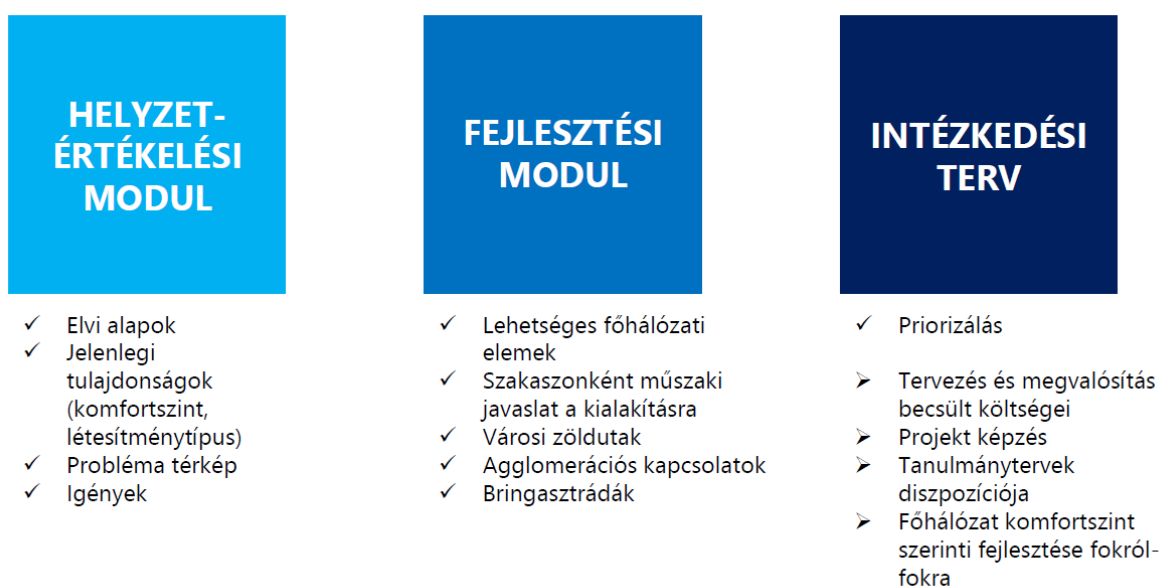 HELYZET-
ÉRTÉKELÉSI
MODUL
✓ Elvi alapok
✓ Jelenlegi
tulajdonságok
(komfortszint,
létesítménytípus)
✓ Probléma térkép
✓ Igények
FEJLESZTÉSI
MODUL
✓ Lehetséges főhálózati
elemek
✓ Szakaszonként műszaki
javaslat a kialakításra
✓ Városi zöldutak
✓ Agglomerációs kapcsolatok
✓ Bringasztrádák
INTÉZKEDÉSI
TERV
✓ Priorizálás
➢ Tervezés és megvalósítás
becsült költségei
➢ Projekt képzés
➢ Tanulmánytervek
diszpozíciója
➢ Főhálózat komfortszint
szerinti fejlesztése fokról-
fokra